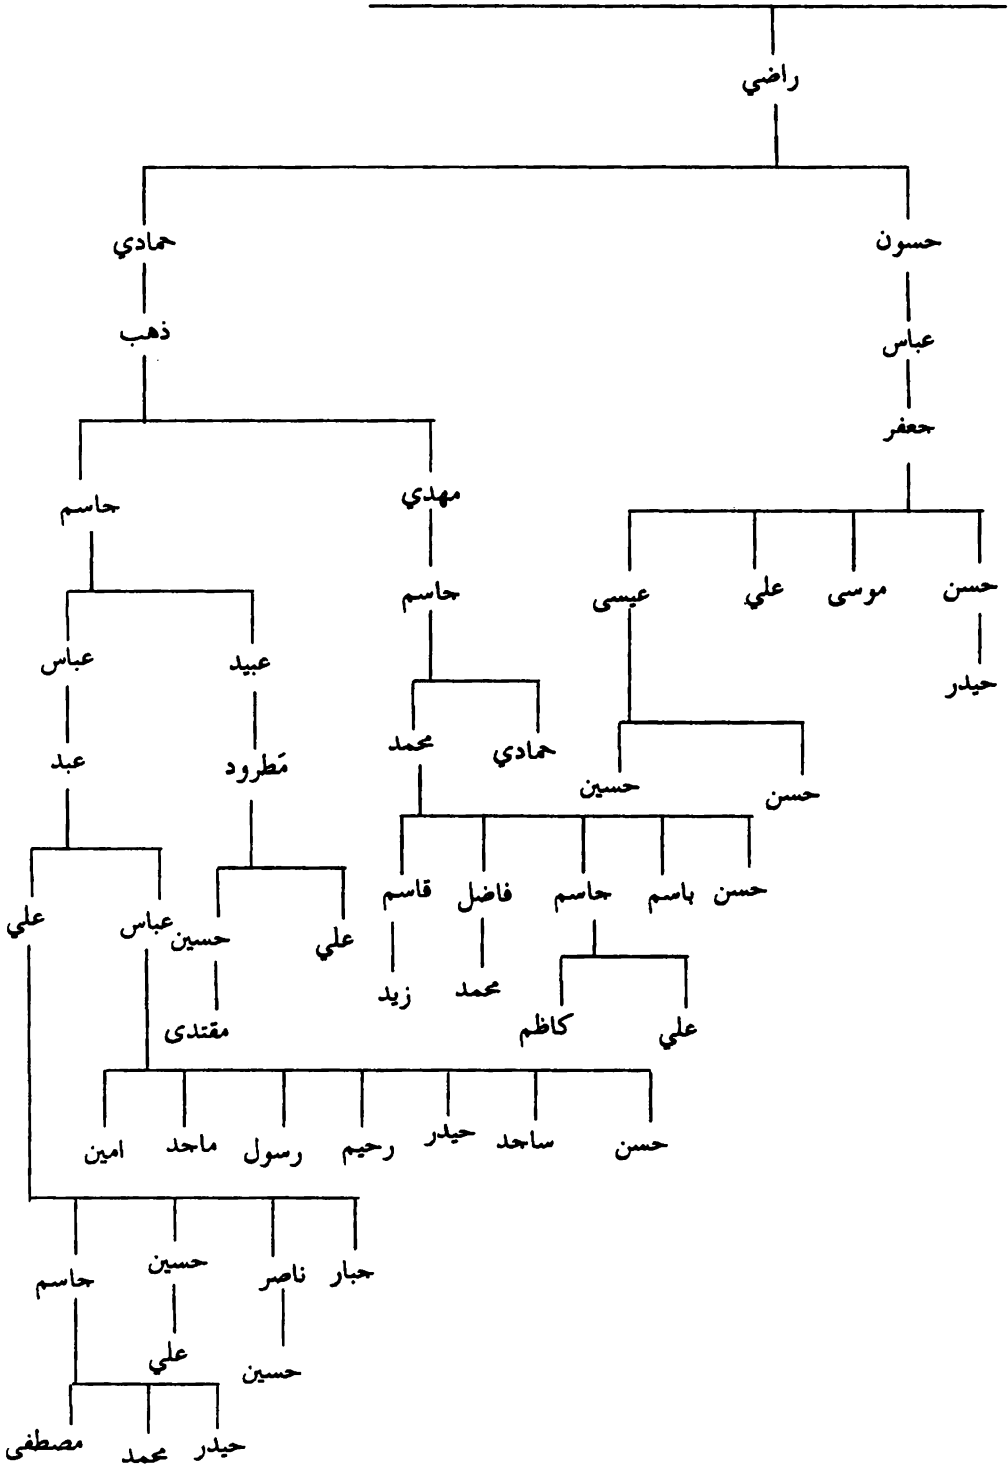 راضي
حسون
حمادي
عباس
ذهب
جعفر
حسن
موسى
علي
عيسى
مهدي
جاسم
حيدر
جاسم
عبيد
عباس
حسن
حسين
حمادي
محمد
مَطرود
عبد
حسن
باسم
جاسم
فاضل
قاسم
علي
حسين
عباس
علي
علي
كاظم
محمد
زيد
مقتدى
حسن
ساجد
حيدر
رحيم
رسول
ماجد
امين
جبار
ناصر
حسين
جاسم
حسين
علي
حيدر
محمد
مصطفى